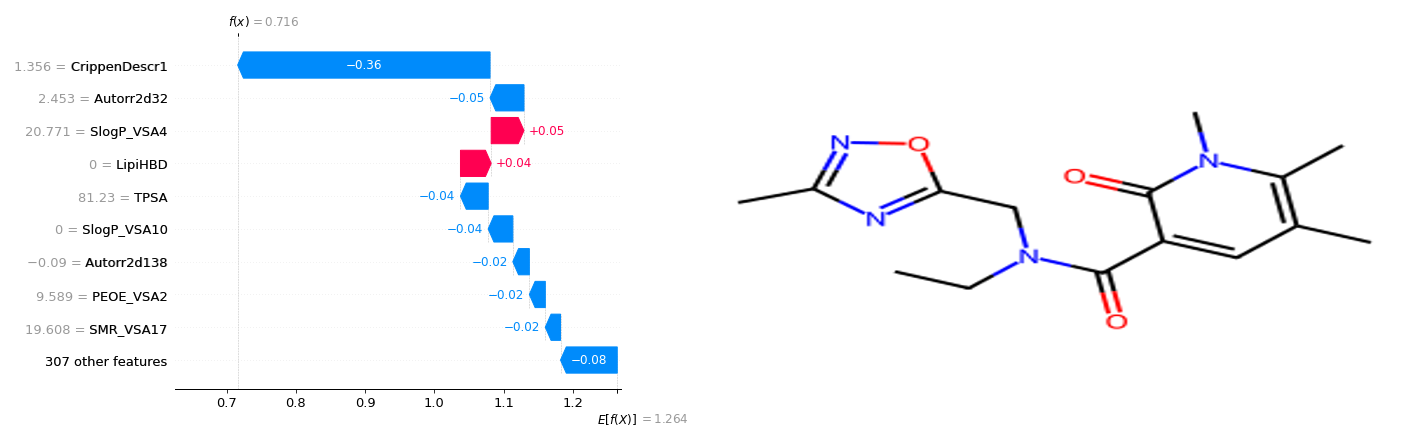 f(x) = 0.716
1.356 = CrippenDescr1
−0.36
2.453 = Autorr2d32
−0.05
20.771 = SlogP_VSA4
+0.05
0 = LipiHBD
+0.04
81.23 = TPSA
−0.04
0 = SlogP_VSA10
−0.04
−0.09 = Autorr2d138
−0.02
9.589 = PEOE_VSA2
−0.02
19.608 = SMR_VSA17
−0.02
307 other features
−0.08
0.7 0.8 0.9 1.0 1.1 1.2
E[f(X)] = 1.264
N
O
N
N
O
N
O